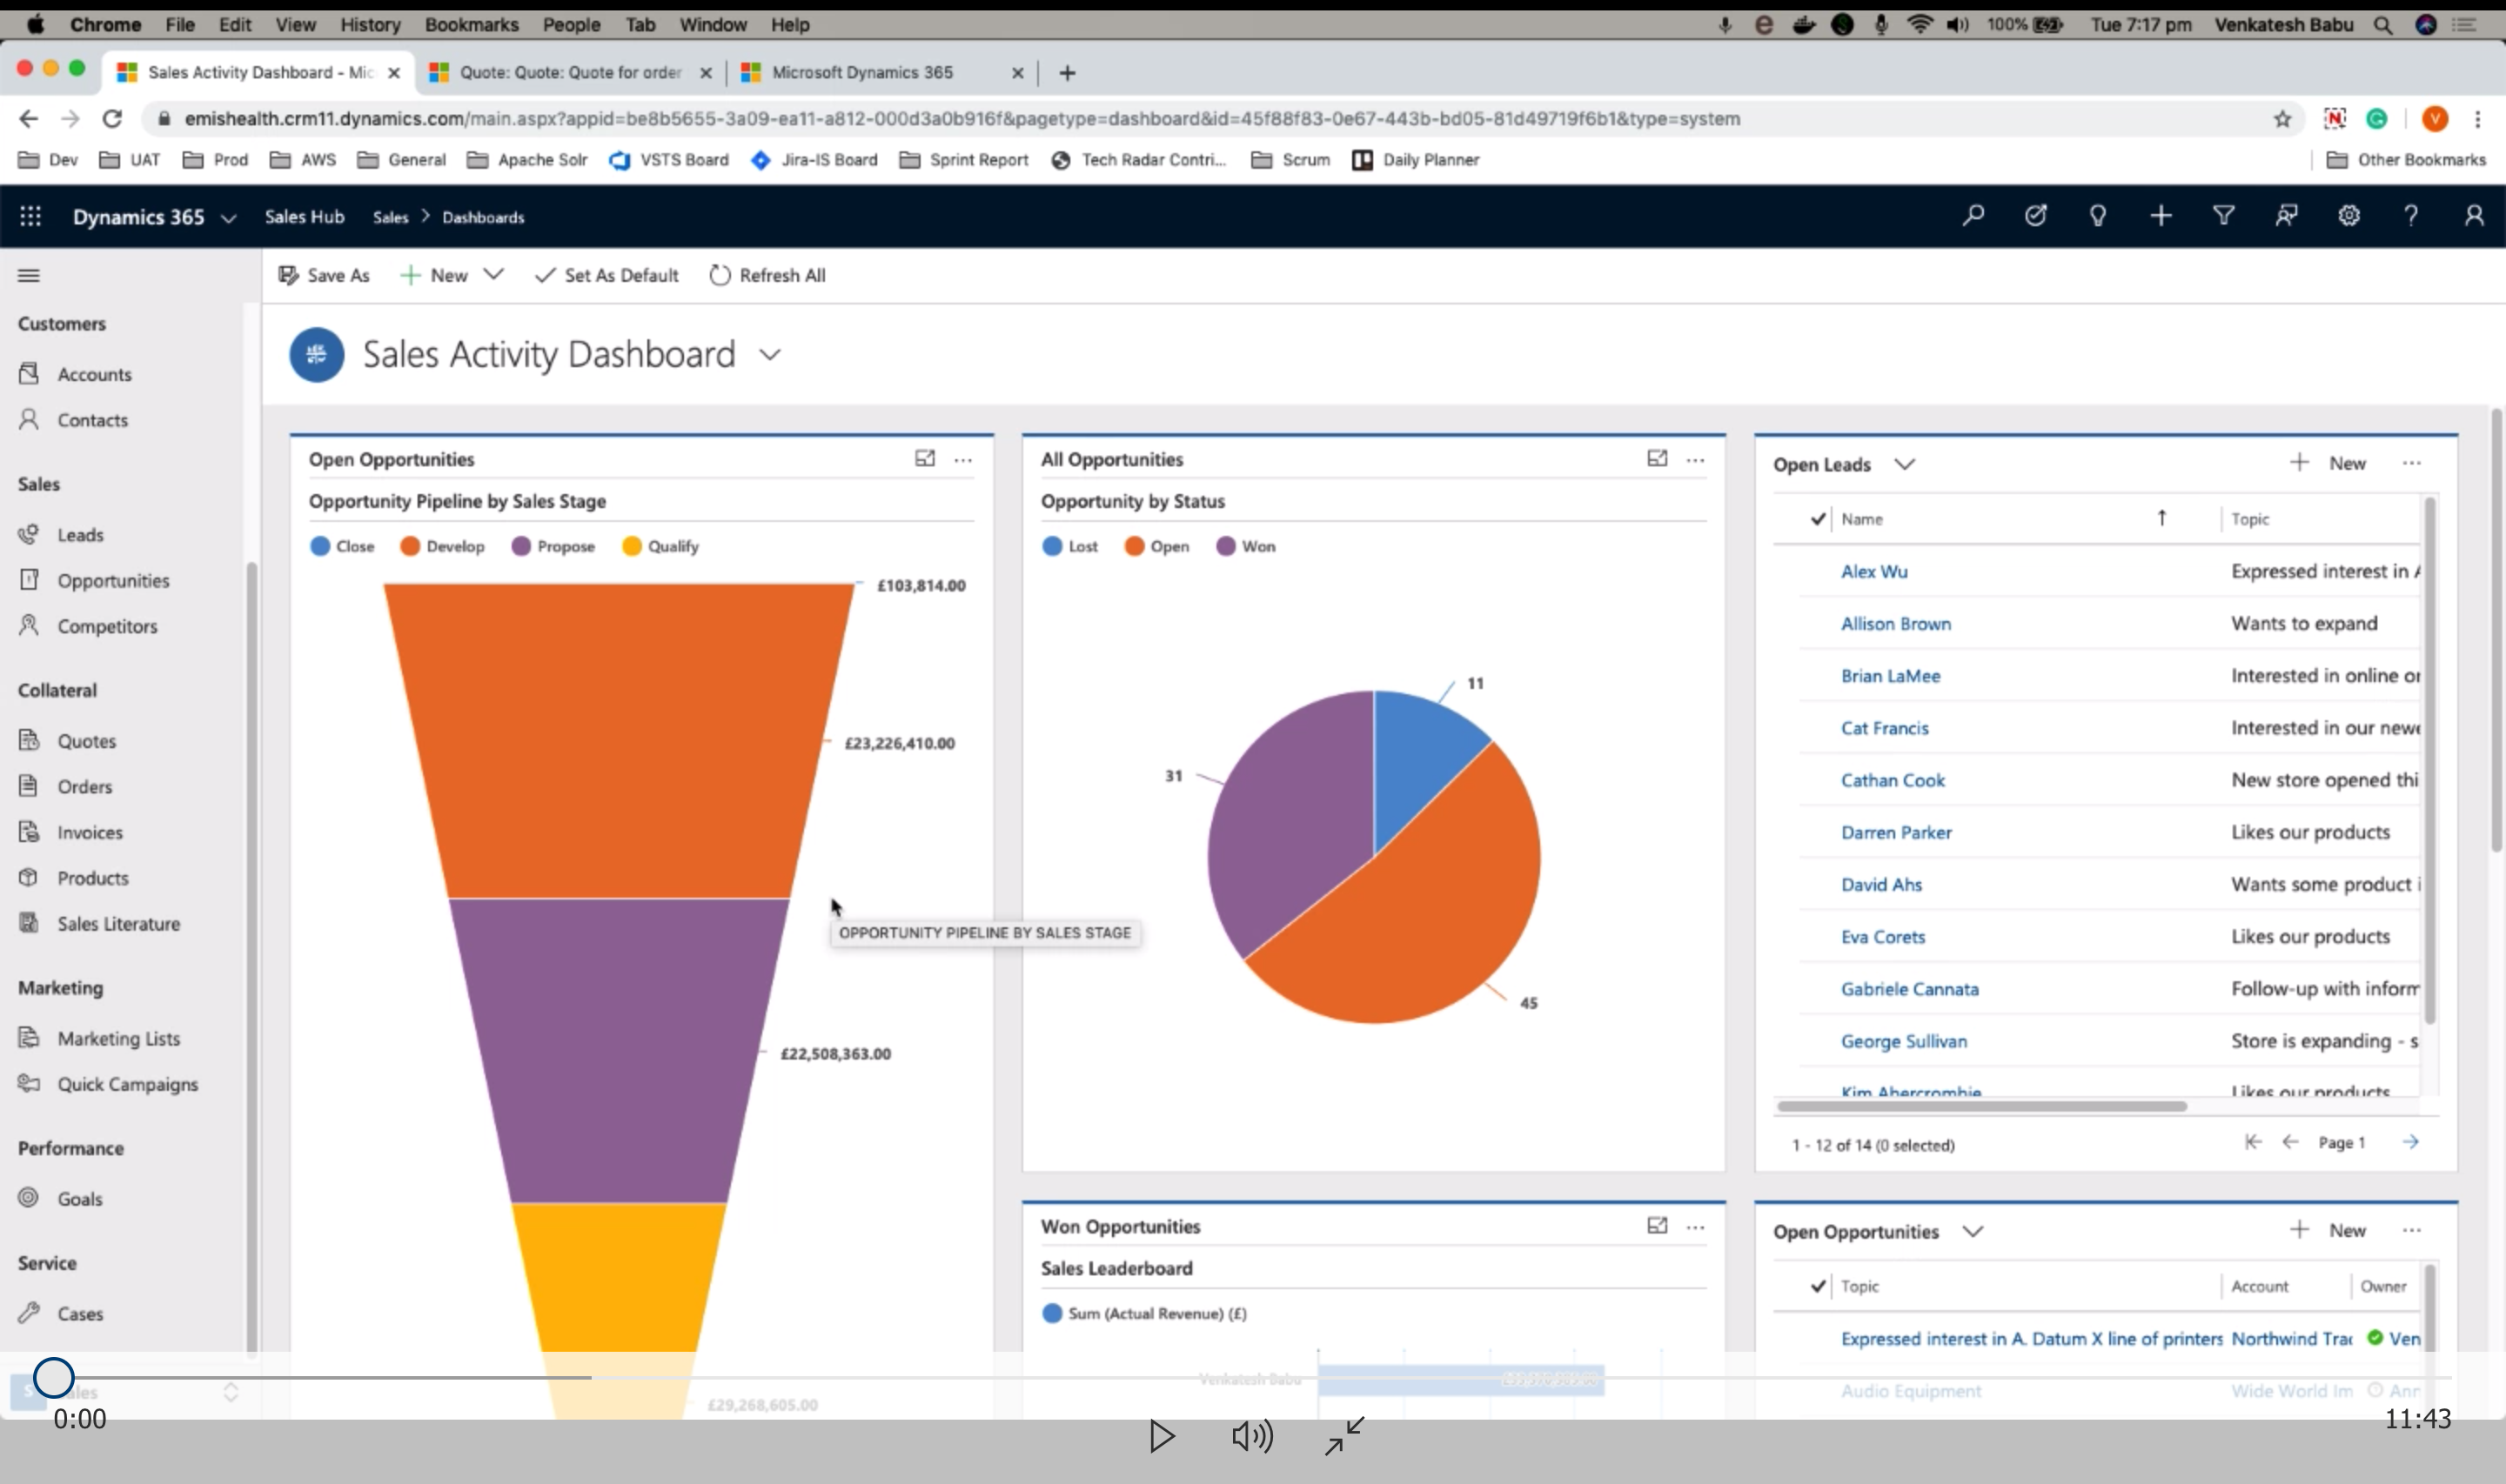 Chrome File Edit View History Bookmarks People Tab Window Help 100% Tue 7:17 pm Venkatesh Babu
Sales Activity Dashboard - Mic Quote: Quote: Quote for order Microsoft Dynamics 365
emishealth.crm11.dynamics.com/main.aspx?appid=be8b5655-3a09-ea11-a812-000d3a0b916f&pagetype=dashboard&id=45f88f83-0e67-443b-bd05-81d49719f6b1&type=system
Dev UAT Prod AWS General Apache Solr VSTS Board Jira-IS Board Sprint Report Tech Radar Contri... Scrum Daily Planner Other Bookmarks
Dynamics 365 Sales Hub Sales > Dashboards
Save As New Set As Default Refresh All
Customers
Accounts
Contacts
Sales
Leads
Opportunities
Competitors
Collateral
Quotes
Orders
Invoices
Products
Sales Literature
Marketing
Marketing Lists
Quick Campaigns
Performance
Goals
Service
Cases
Sales Activity Dashboard
Open Opportunities
Opportunity Pipeline by Sales Stage
Close Develop Propose Qualify
£103,814.00
£23,226,410.00
£22,508,363.00
£29,268,605.00
OPPORTUNITY PIPELINE BY SALES STAGE
All Opportunities
Opportunity by Status
Lost Open Won
11
31
45
Won Opportunities
Sales Leaderboard
Sum (Actual Revenue) (£)
Venkatesh Babu
Open Leads New
Name Topic
Alex Wu Expressed interest in
Allison Brown Wants to expand
Brian LaMee Interested in online or
Cat Francis Interested in our newe
Cathan Cook New store opened thi
Darren Parker Likes our products
David Ahs Wants some product i
Eva Corets Likes our products
Gabriele Cannata Follow-up with inform
George Sullivan Store is expanding - s
Kim Abercrombie Likes our products
1 - 12 of 14 (0 selected) Page 1
Open Opportunities New
Topic Account Owner
Expressed interest in A. Datum X line of printers Northwind Trac Ven
Audio Equipment Wide World Im Anr
0:00 11:43